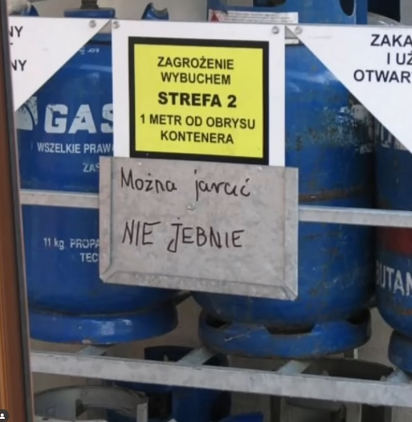 NY
NY
ZAGROŻENIE
WYBUCHEM
STREFA 2
1 METR OD OBRYSU
KONTENERA
ZAKA
I UŻ
OTWAR
GAS
WSZELKIE PRAW
ZAS
Można jarać
NIE JEBNIE
11 kg. PROPA
TEC
UTAN